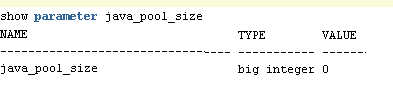 show parameter java_pool_size
NAME TYPE VALUE
------------------------------------ ----------- -------
java_pool_size big integer 0